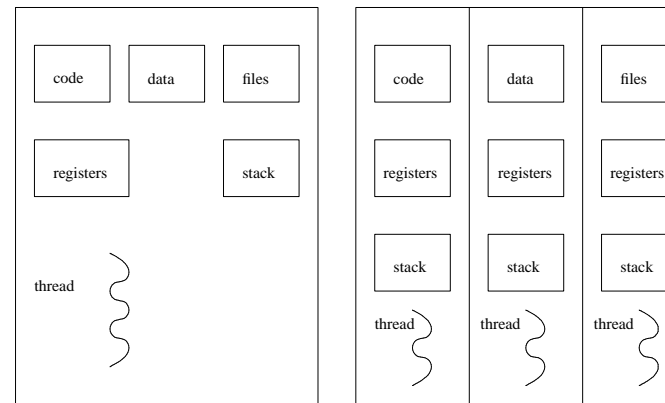 code data files
registers stack
thread
code data files
registers registers registers
stack stack stack
thread thread thread